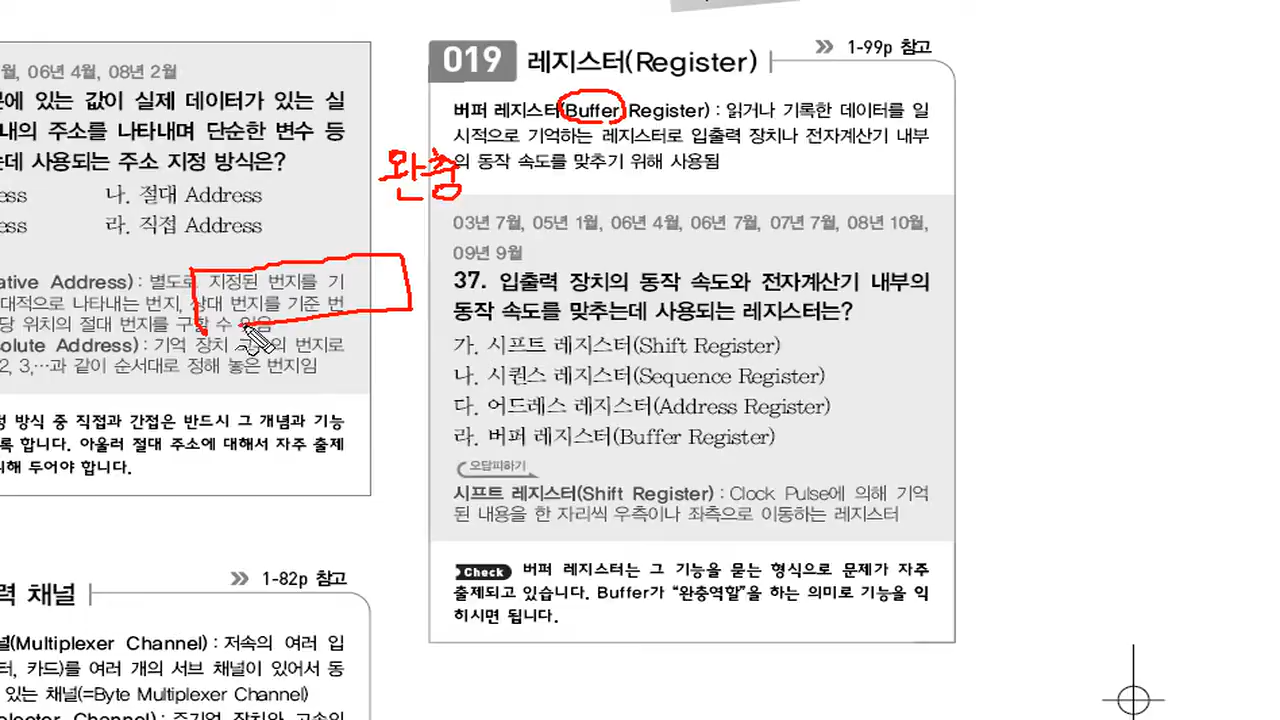 월, 06년 4월, 08년 2월
에 있는 값이 실제 데이터가 있는 실
내의 주소를 나타내며 단순한 변수 등
데 사용되는 주소 지정 방식은?
ess 나. 절대 Address
ess 라. 직접 Address
ative Address) : 별도로 지정된 번지를 기
대적으로 나타내는 번지, 상대 번지를 기준 번
당 위치의 절대 번지를 구할 수 있음
solute Address) : 기억 장치 고유의 번지로
2, 3,…과 같이 순서대로 정해 놓은 번지임
방식 중 직접과 간접은 반드시 그 개념과 기능
록 합니다. 아울러 절대 주소에 대해서 자주 출제
해 두어야 합니다.
1-82p 참고
력 채널
널(Multiplexer Channel) : 저속의 여러 입
터, 카드)를 여러 개의 서브 채널이 있어서 동
있는 채널(=Byte Multiplexer Channel)
elector Channel) : 주기억 장치와 고속의
완충
1-99p 참고
019 레지스터(Register)
버퍼 레지스터(Buffer Register) : 읽거나 기록한 데이터를 일
시적으로 기억하는 레지스터로 입출력 장치나 전자계산기 내부
의 동작 속도를 맞추기 위해 사용됨
03년 7월, 05년 1월, 06년 4월, 06년 7월, 07년 7월, 08년 10월,
09년 9월
37. 입출력 장치의 동작 속도와 전자계산기 내부의
동작 속도를 맞추는데 사용되는 레지스터는?
가. 시프트 레지스터(Shift Register)
나. 시퀀스 레지스터(Sequence Register)
다. 어드레스 레지스터(Address Register)
라. 버퍼 레지스터(Buffer Register)
오답피하기
시프트 레지스터(Shift Register) : Clock Pulse에 의해 기억
된 내용을 한 자리씩 우측이나 좌측으로 이동하는 레지스터
Check 버퍼 레지스터는 그 기능을 묻는 형식으로 문제가 자주
출제되고 있습니다. Buffer가 “완충역할”을 하는 의미로 기능을 익
히시면 됩니다.